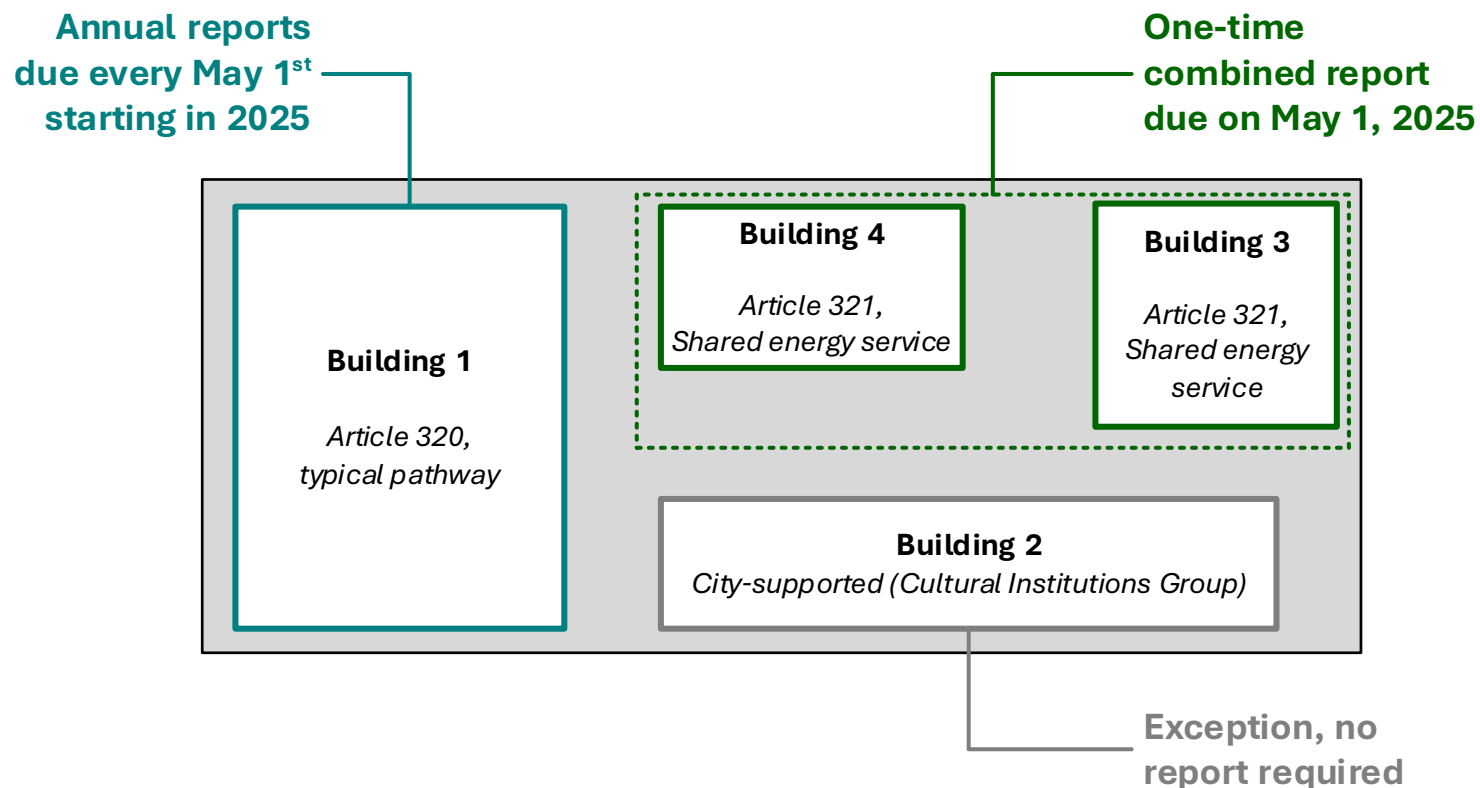 Annual reports
due every May 1st
starting in 2025
One-time
combined report
due on May 1, 2025
Building 1
Article 320,
typical pathway
Building 4
Article 321,
Shared energy service
Building 3
Article 321,
Shared energy
service
Building 2
City-supported (Cultural Institutions Group)
Exception, no
report required